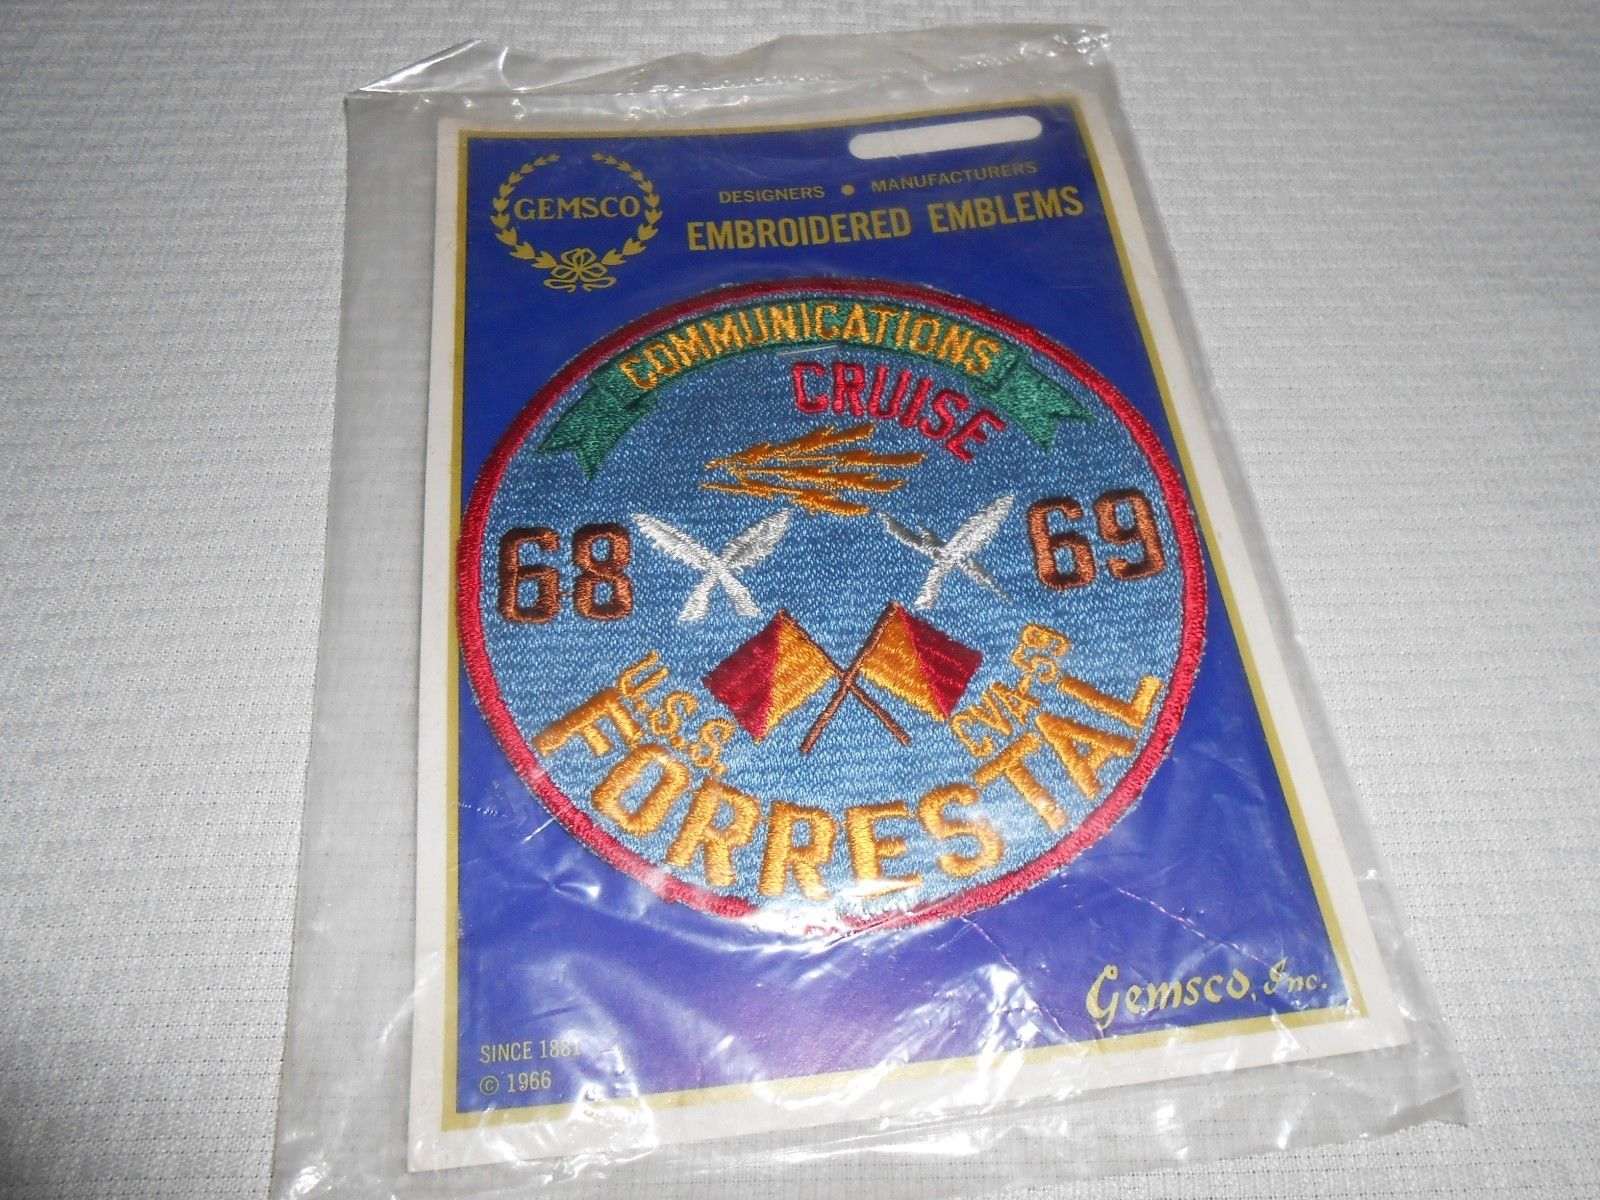 GEMSCO
DESIGNERS • MANUFACTURERS
EMBROIDERED EMBLEMS
COMMUNICATIONS
CRUISE
68 69
U.S.S. CVA-59
FORRESTAL
Gemsco, Inc.
SINCE 1881
© 1966